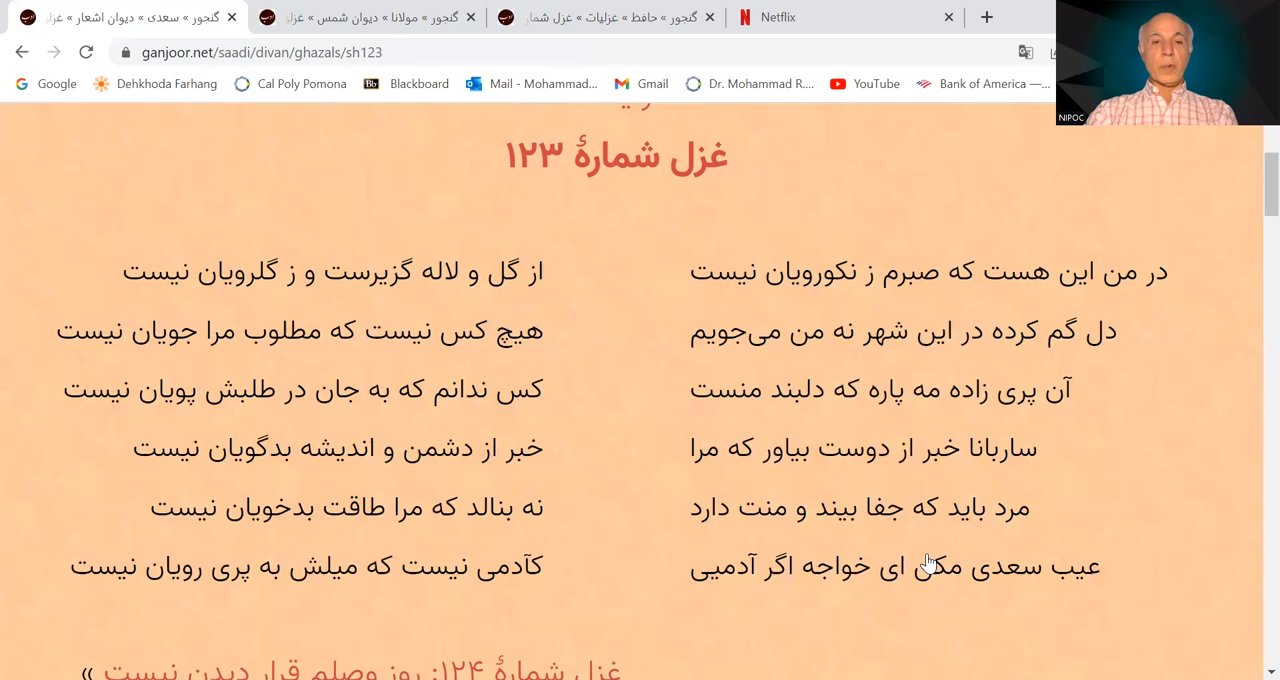 گنجور » سعدی » دیوان اشعار » غزل
گنجور » مولانا » دیوان شمس » غزل
گنجور » حافظ » غزلیات » غزل شمار
Netflix
ganjoor.net/saadi/divan/ghazals/sh123
Google Dehkhoda Farhang Cal Poly Pomona Bb Blackboard Mail - Mohammad... Gmail Dr. Mohammad R.... YouTube Bank of America —...
NIPOC
غزل شمارهٔ ۱۲۳
در من این هست که صبرم ز نکورویان نیست
از گل و لاله گزیرست و ز گلرویان نیست
دل گم کرده در این شهر نه من می‌جویم
هیچ کس نیست که مطلوب مرا جویان نیست
آن پری زاده مه پاره که دلبند منست
کس ندانم که به جان در طلبش پویان نیست
ساربانا خبر از دوست بیاور که مرا
خبر از دشمن و اندیشه بدگویان نیست
مرد باید که جفا بیند و منت دارد
نه بنالد که مرا طاقت بدخویان نیست
عیب سعدی مکن ای خواجه اگر آدمیی
کآدمی نیست که میلش به پری رویان نیست
غزل شمارهٔ ۱۲۴: روز وصلم قرار دیدن نیست »